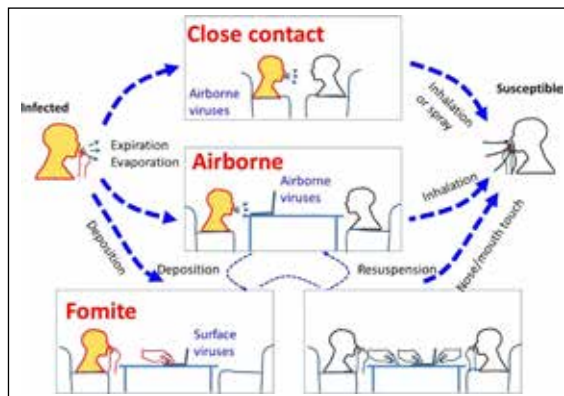 Close contact
Airborne
viruses
Infected
Expiration
Evaporation
Inhalation
or spray
Susceptible
Airborne
Airborne
viruses
Inhalation
Deposition
Deposition
Resuspension
Nose/mouth touch
Fomite
Surface
viruses